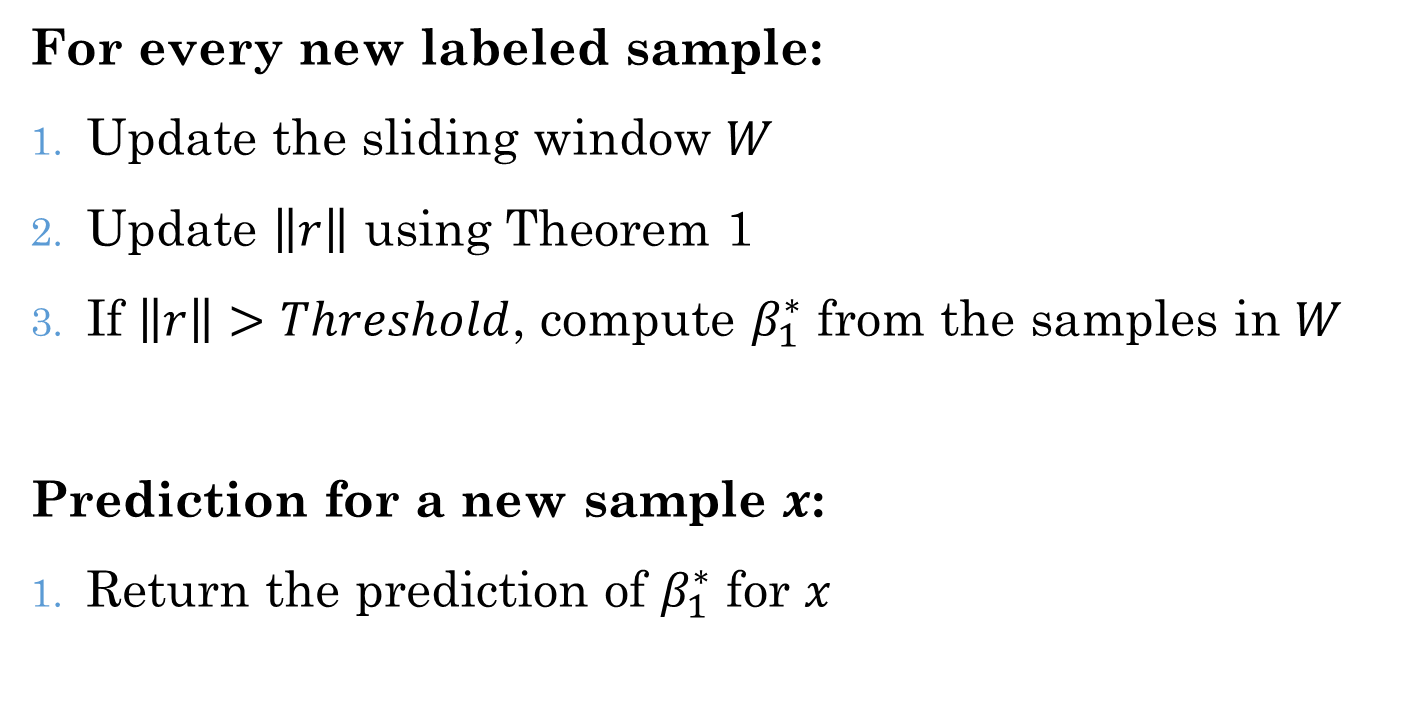 For every new labeled sample:
1. Update the sliding window W
2. Update ‖r‖ using Theorem 1
3. If ‖r‖ > Threshold, compute β₁* from the samples in W
Prediction for a new sample x:
1. Return the prediction of β₁* for x